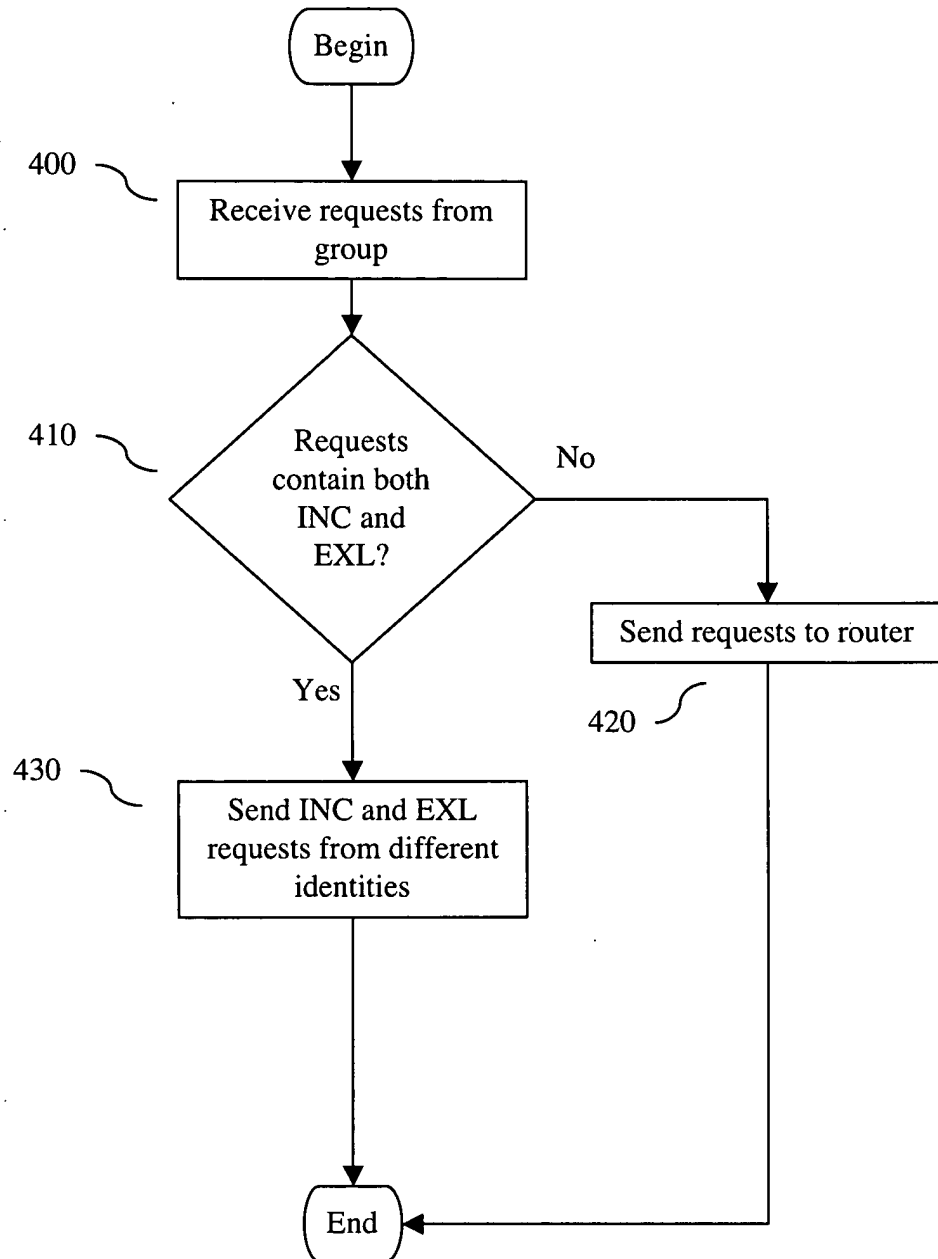 Begin
400
Receive requests from
group
410
Requests
contain both
INC and
EXL?
No
Send requests to router
420
Yes
430
Send INC and EXL
requests from different
identities
End